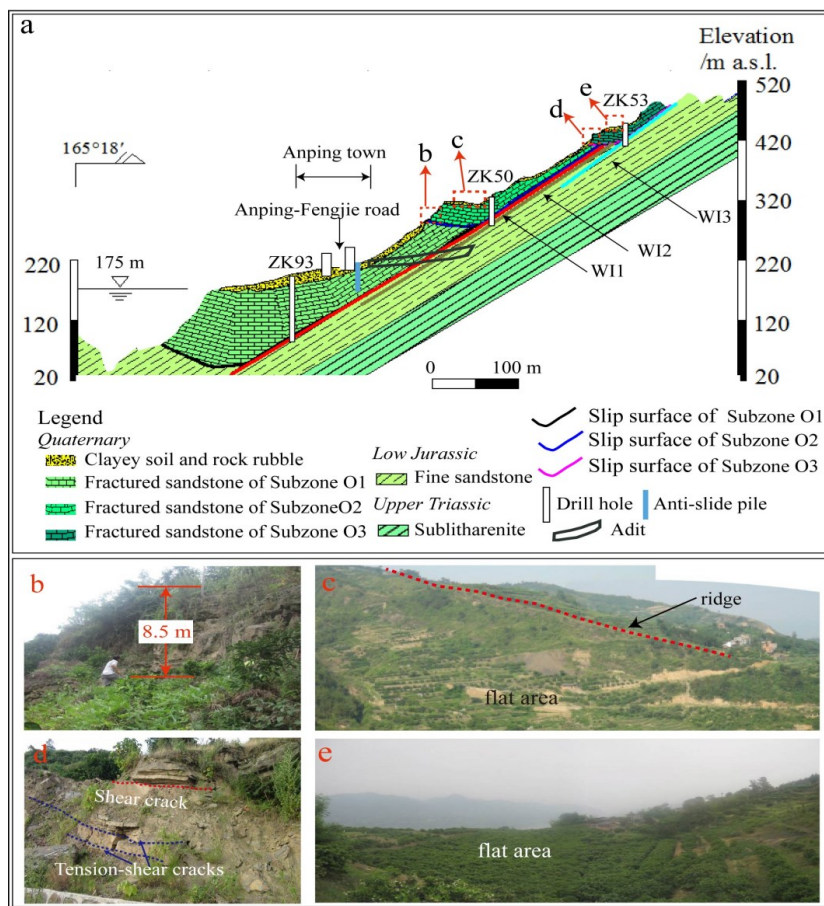 a
Elevation
/m a.s.l.
520
420
320
220
120
20
e
ZK53
d
165°18′
Anping town
c
b
ZK50
Anping-Fengjie road
WI3
WI2
WI1
220
175 m
ZK93
120
20
0 100 m
Legend
Quaternary
Clayey soil and rock rubble
Fractured sandstone of Subzone O1
Fractured sandstone of SubzoneO2
Fractured sandstone of Subzone O3
Low Jurassic
Fine sandstone
Upper Triassic
Sublitharenite
Slip surface of Subzone O1
Slip surface of Subzone O2
Slip surface of Subzone O3
Drill hole
Anti-slide pile
Adit
b
8.5 m
c
ridge
flat area
d
Shear crack
Tension-shear cracks
e
flat area